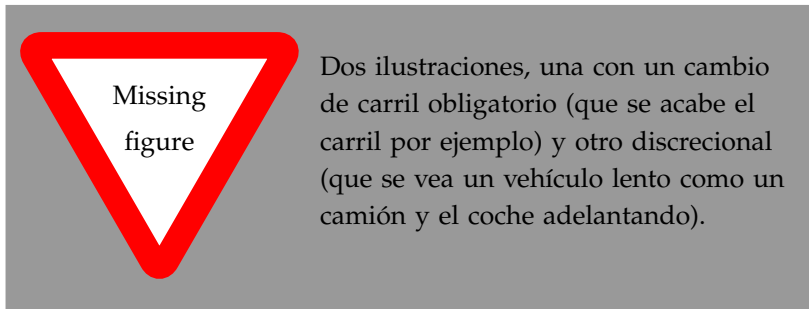 Missing
figure
Dos ilustraciones, una con un cambio
de carril obligatorio (que se acabe el
carril por ejemplo) y otro discrecional
(que se vea un vehículo lento como un
camión y el coche adelantando).